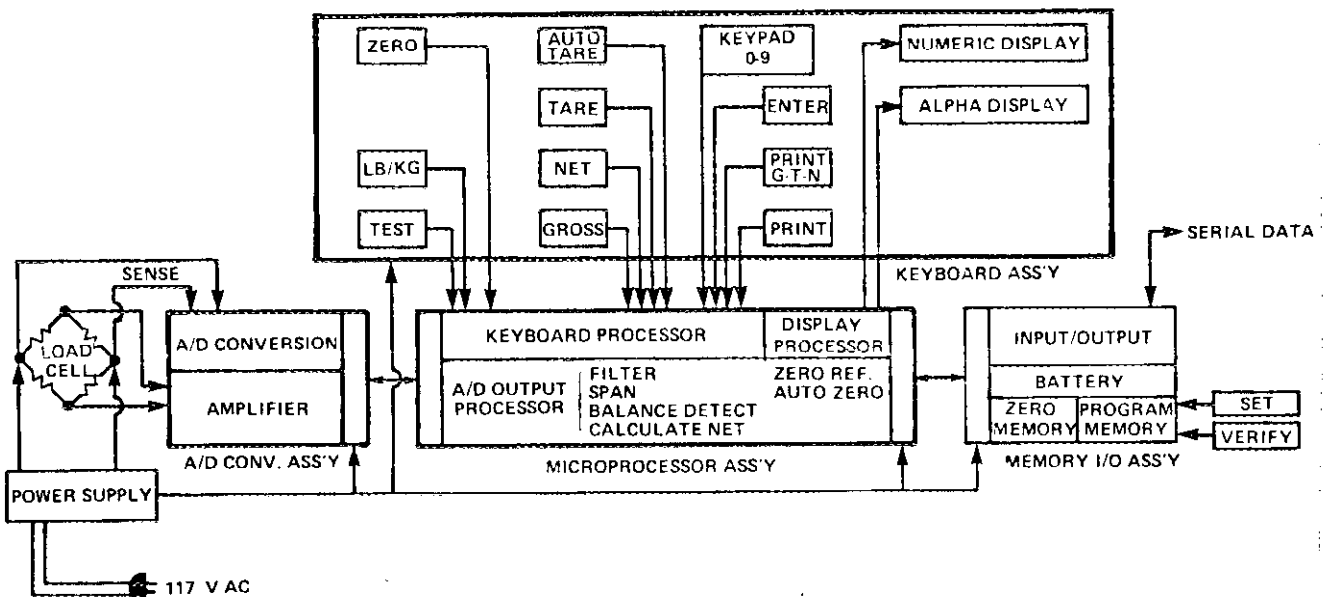 ZERO
AUTO
TARE
KEYPAD
0-9
NUMERIC DISPLAY
TARE
ENTER
ALPHA DISPLAY
LB/KG
NET
PRINT
G-T-N
TEST
GROSS
PRINT
KEYBOARD ASS'Y
SERIAL DATA
SENSE
LOAD
CELL
A/D CONVERSION
AMPLIFIER
A/D CONV. ASS'Y
KEYBOARD PROCESSOR
DISPLAY
PROCESSOR
A/D OUTPUT
PROCESSOR
FILTER
SPAN
BALANCE DETECT
CALCULATE NET
ZERO REF.
AUTO ZERO
MICROPROCESSOR ASS'Y
INPUT/OUTPUT
BATTERY
ZERO
MEMORY
PROGRAM
MEMORY
SET
VERIFY
MEMORY I/O ASS'Y
POWER SUPPLY
117 V AC